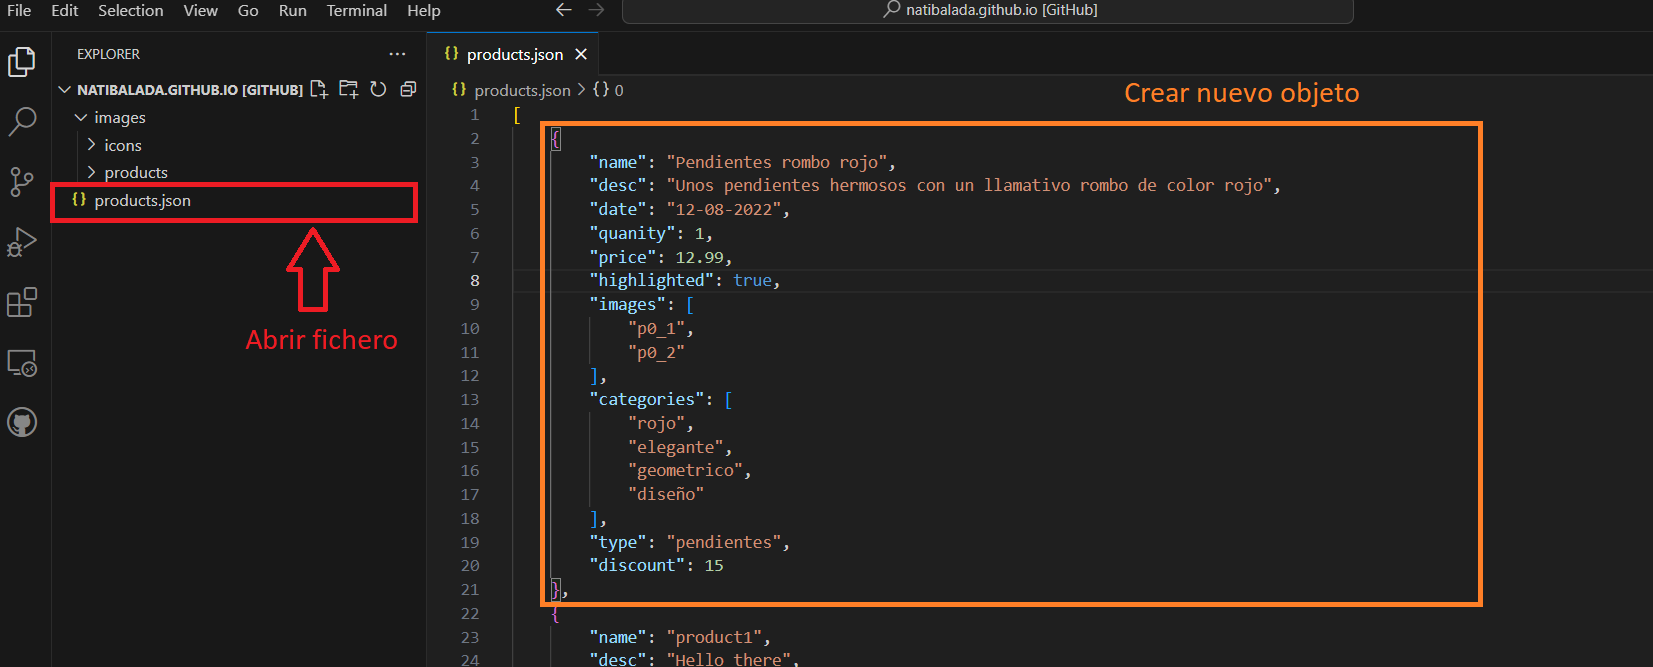 File Edit Selection View Go Run Terminal Help
natibalada.github.io [GitHub]
EXPLORER
products.json
NATIBALADA.GITHUB.IO [GITHUB]
images
icons
products
products.json
Abrir fichero
{} products.json > {} 0
Crear nuevo objeto
1 [
2 {
3 "name": "Pendientes rombo rojo",
4 "desc": "Unos pendientes hermosos con un llamativo rombo de color rojo",
5 "date": "12-08-2022",
6 "quanity": 1,
7 "price": 12.99,
8 "highlighted": true,
9 "images": [
10 "p0_1",
11 "p0_2"
12 ],
13 "categories": [
14 "rojo",
15 "elegante",
16 "geometrico",
17 "diseño"
18 ],
19 "type": "pendientes",
20 "discount": 15
21 },
22 {
23 "name": "product1",
24 "desc": "Hello there",